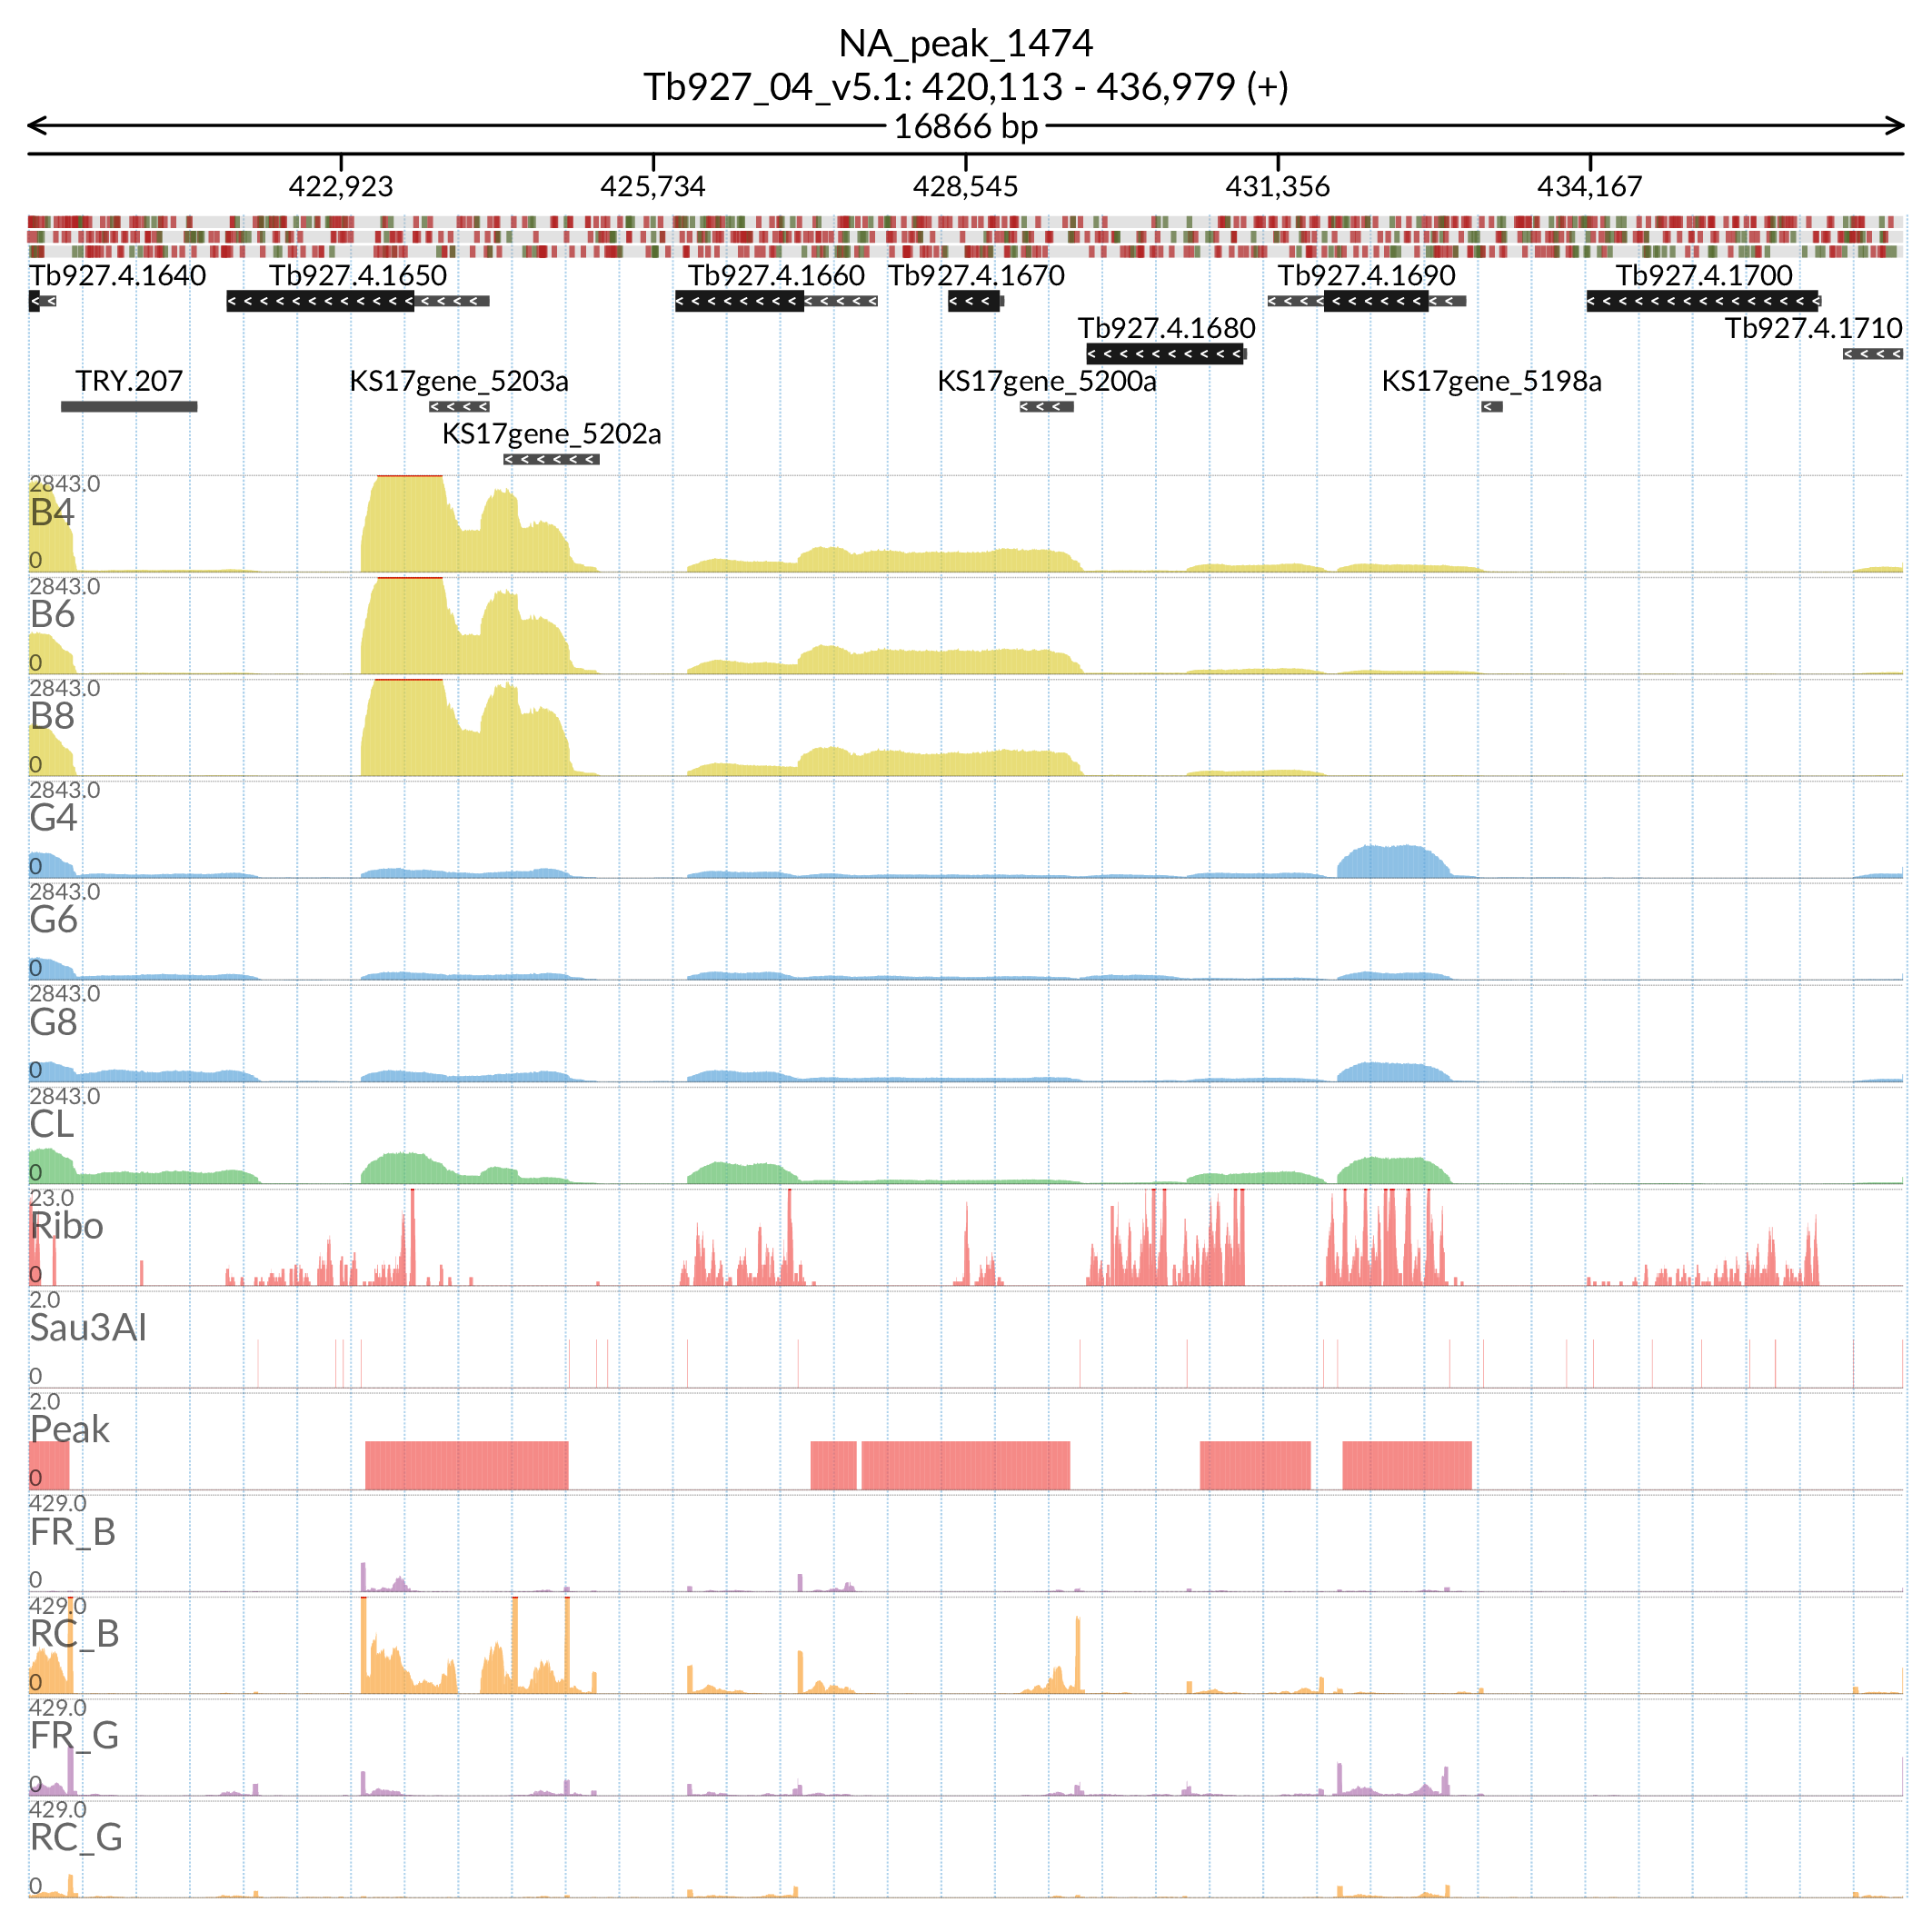 NA_peak_1474
Tb927_04_v5.1: 420,113 - 436,979 (+)
16866 bp
422,923 425,734 428,545 431,356 434,167
Tb927.4.1640 Tb927.4.1650 Tb927.4.1660 Tb927.4.1670 Tb927.4.1690 Tb927.4.1700
Tb927.4.1680 Tb927.4.1710
TRY.207 KS17gene_5203a KS17gene_5200a KS17gene_5198a
KS17gene_5202a
2843.0
B4
0
2843.0
B6
0
2843.0
B8
0
2843.0
G4
0
2843.0
G6
0
2843.0
G8
0
2843.0
CL
0
23.0
Ribo
0
2.0
Sau3AI
0
2.0
Peak
0
429.0
FR_B
0
429.0
RC_B
0
429.0
FR_G
0
429.0
RC_G
0